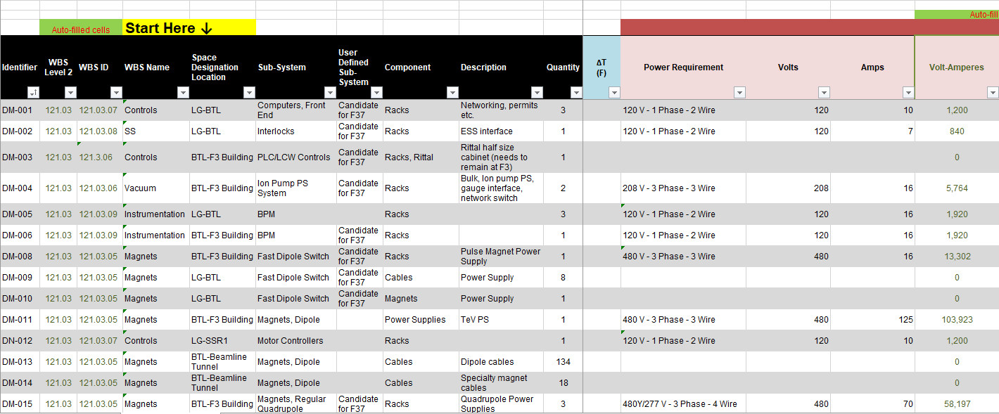 Auto-fill
Auto-filled cells Start Here ↓
Identifier WBS Level 2 WBS ID WBS Name Space Designation Location Sub-System User Defined Sub-System Component Description Quantity ΔT (F) Power Requirement Volts Amps Volt-Amperes
DM-001 121.03 121.03.07 Controls LG-BTL Computers, Front End Candidate for F37 Racks Networking, permits etc. 3 120 V - 1 Phase - 2 Wire 120 10 1,200
DM-002 121.03 121.03.08 SS LG-BTL Interlocks Candidate for F37 Racks ESS interface 1 120 V - 1 Phase - 2 Wire 120 7 840
DM-003 121.03 121.3.06 Controls BTL-F3 Building PLC/LCW Controls Candidate for F37 Racks, Rittal Rittal half size cabinet (needs to remain at F3) 1 0
DM-004 121.03 121.03.06 Vacuum BTL-F3 Building Ion Pump PS System Candidate for F37 Racks Bulk, Ion pump PS, gauge interface, network switch 2 208 V - 3 Phase - 3 Wire 208 16 5,764
DM-005 121.03 121.03.09 Instrumentation LG-BTL BPM Racks 3 120 V - 1 Phase - 2 Wire 120 16 1,920
DM-006 121.03 121.03.09 Instrumentation BTL-F3 Building BPM Candidate for F37 Racks 1 120 V - 1 Phase - 2 Wire 120 16 1,920
DM-008 121.03 121.03.05 Magnets BTL-F3 Building Fast Dipole Switch Candidate for F37 Racks Pulse Magnet Power Supply 1 480 V - 3 Phase - 3 Wire 480 16 13,302
DM-009 121.03 121.03.05 Magnets LG-BTL Fast Dipole Switch Candidate for F37 Cables Power Supply 8 0
DM-010 121.03 121.03.05 Magnets LG-BTL Fast Dipole Switch Candidate for F37 Magnets Power Supply 1 0
DM-011 121.03 121.03.05 Magnets BTL-F3 Building Magnets, Dipole Power Supplies TeV PS 1 480 V - 3 Phase - 3 Wire 480 125 103,923
DN-012 121.03 121.03.07 Controls LG-SSR1 Motor Controllers Racks 1 120 V - 1 Phase - 2 Wire 120 10 1,200
DM-013 121.03 121.03.05 Magnets BTL-Beamline Tunnel Magnets, Dipole Cables Dipole cables 134 0
DM-014 121.03 121.03.05 Magnets BTL-Beamline Tunnel Magnets, Dipole Cables Specialty magnet cables 18 0
DM-015 121.03 121.03.05 Magnets BTL-F3 Building Magnets, Regular Quadrupole Candidate for F37 Racks Quadrupole Power Supplies 3 480Y/277 V - 3 Phase - 4 Wire 480 70 58,197